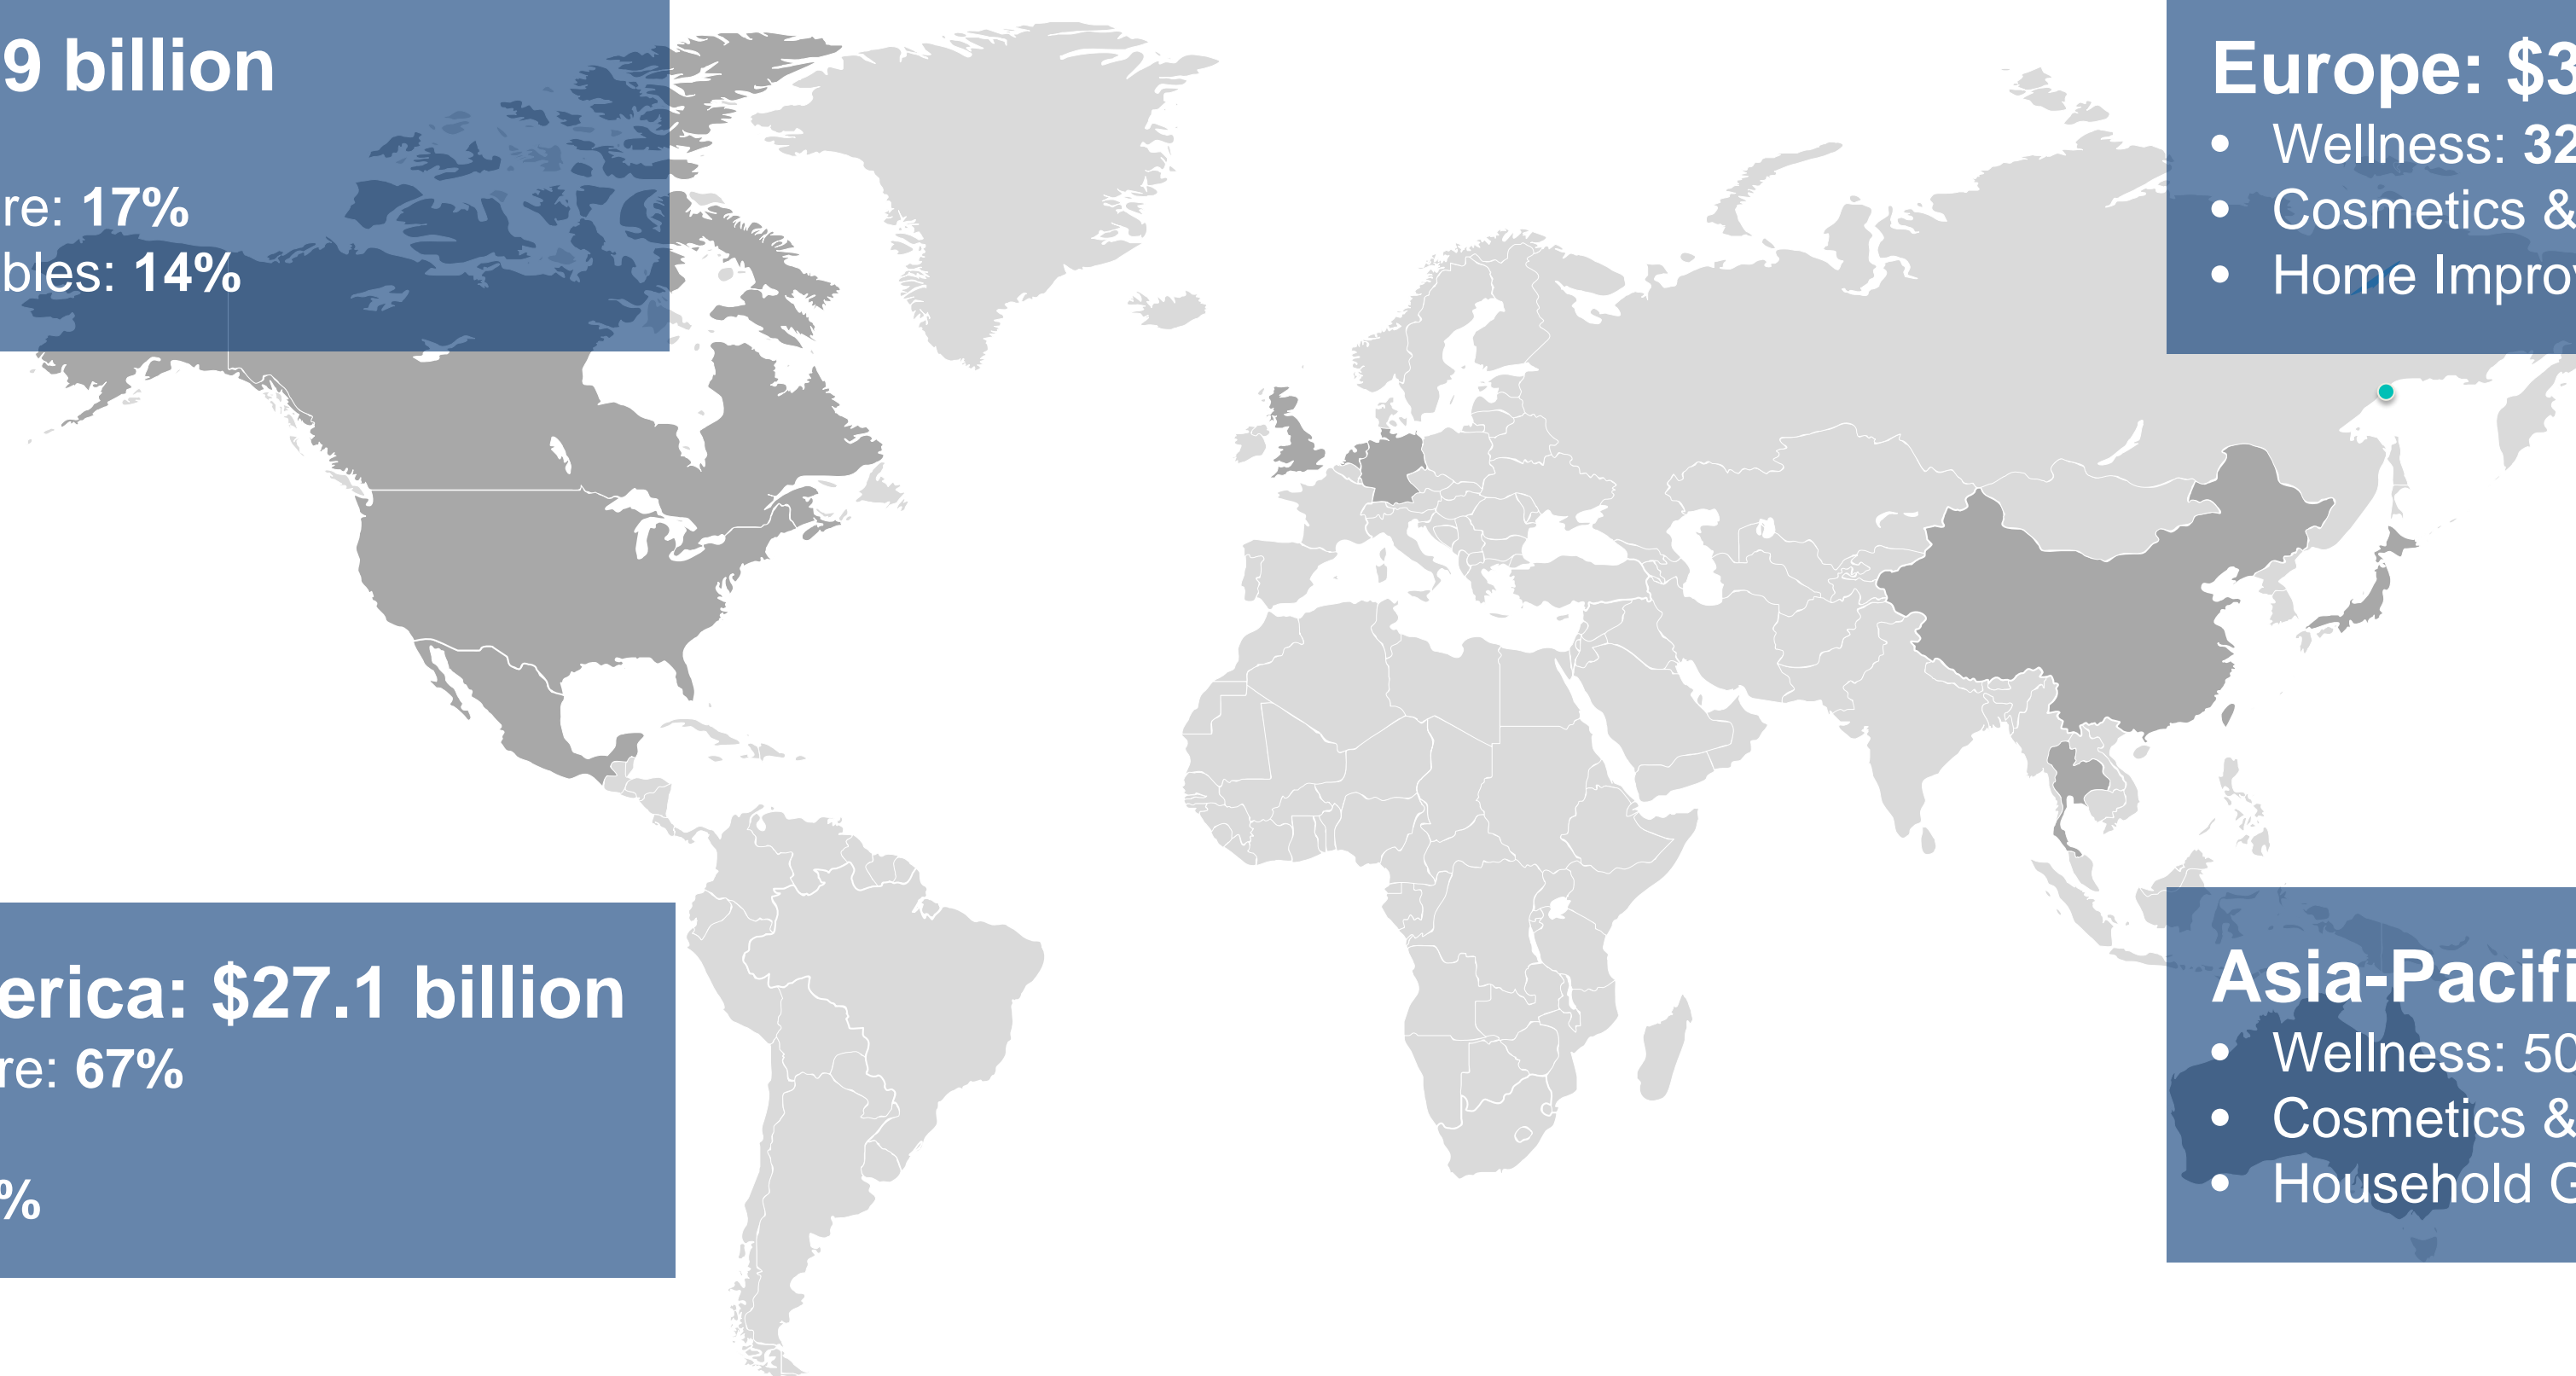 9 billion
re: 17%
bles: 14%
Europe: $3
• Wellness: 32
• Cosmetics &
• Home Impro
erica: $27.1 billion
re: 67%
%
Asia-Pacifi
• Wellness: 50
• Cosmetics &
• Household G